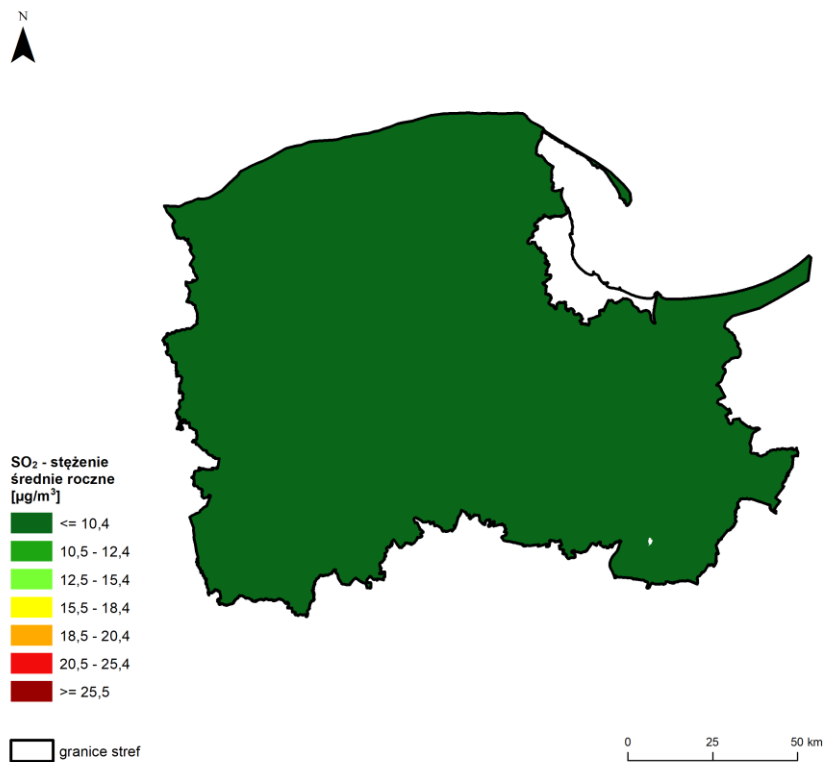 N
SO₂ - stężenie
średnie roczne
[µg/m³]
<= 10,4
10,5 - 12,4
12,5 - 15,4
15,5 - 18,4
18,5 - 20,4
20,5 - 25,4
>= 25,5
granice stref
0 25 50 km